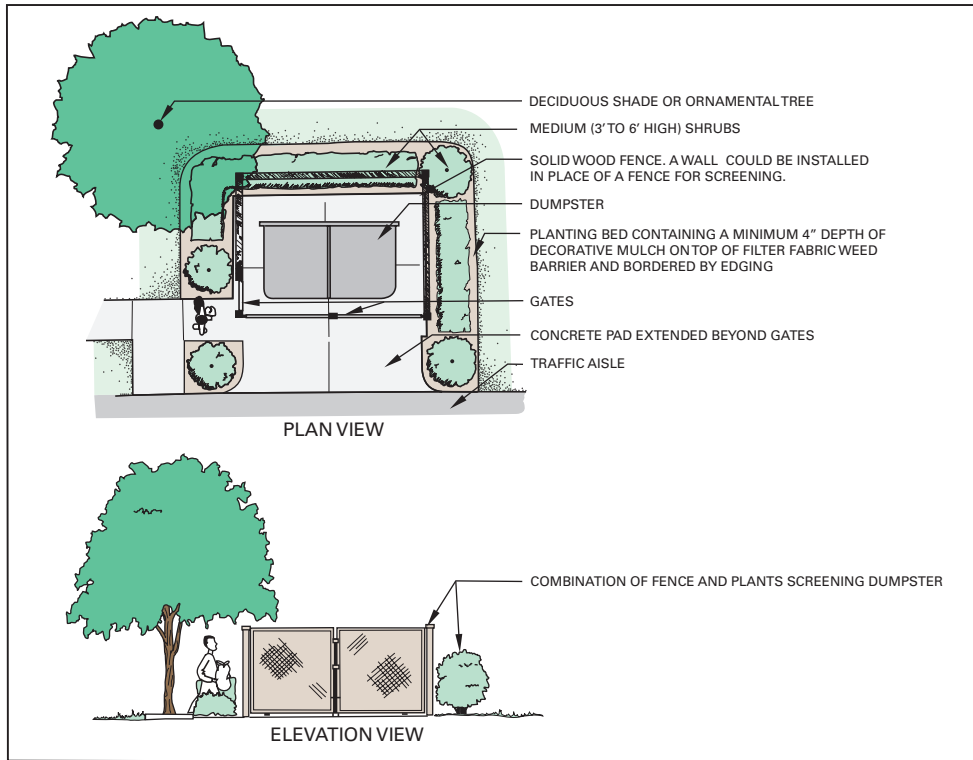 DECIDUOUS SHADE OR ORNAMENTAL TREE
MEDIUM (3' TO 6' HIGH) SHRUBS
SOLID WOOD FENCE. A WALL COULD BE INSTALLED
IN PLACE OF A FENCE FOR SCREENING.
DUMPSTER
PLANTING BED CONTAINING A MINIMUM 4" DEPTH OF
DECORATIVE MULCH ON TOP OF FILTER FABRIC WEED
BARRIER AND BORDERED BY EDGING
GATES
CONCRETE PAD EXTENDED BEYOND GATES
TRAFFIC AISLE
PLAN VIEW
COMBINATION OF FENCE AND PLANTS SCREENING DUMPSTER
ELEVATION VIEW